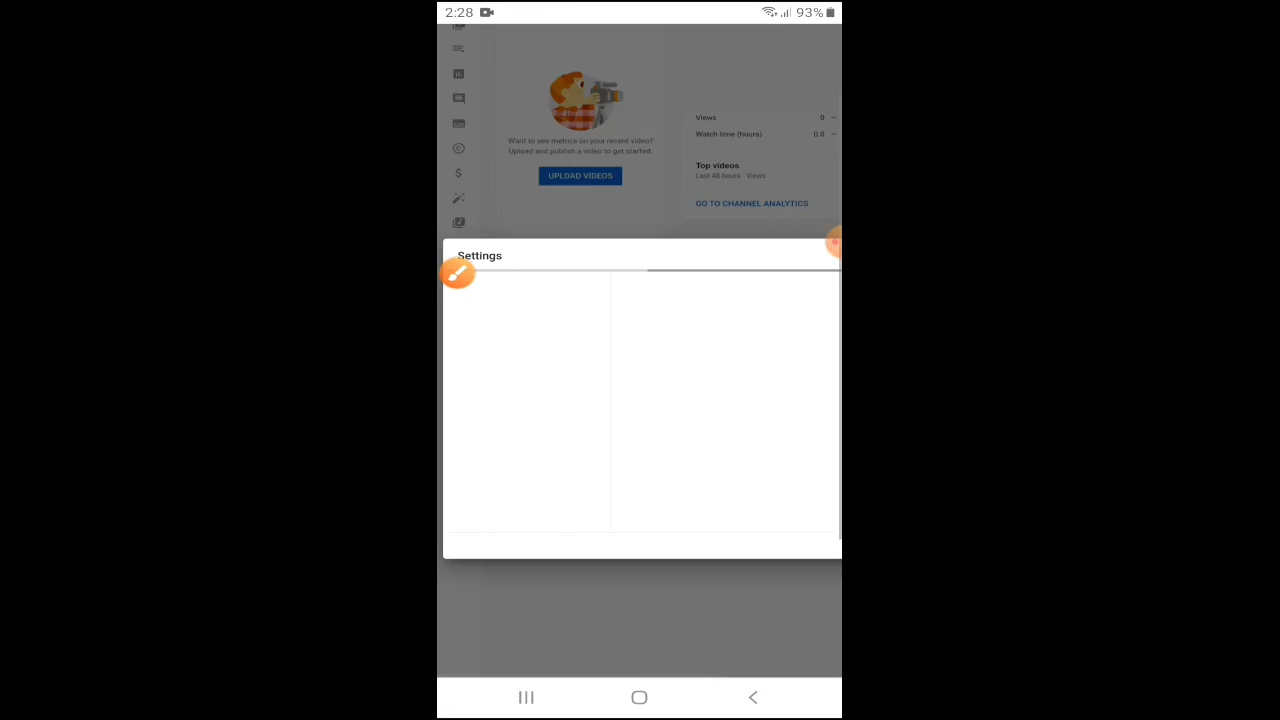 2:28 93%
Want to see metrics on your recent video?
Upload and publish a video to get started.
UPLOAD VIDEOS
Views 0 —
Watch time (hours) 0.0 —
Top videos
Last 48 hours · Views
GO TO CHANNEL ANALYTICS
Settings